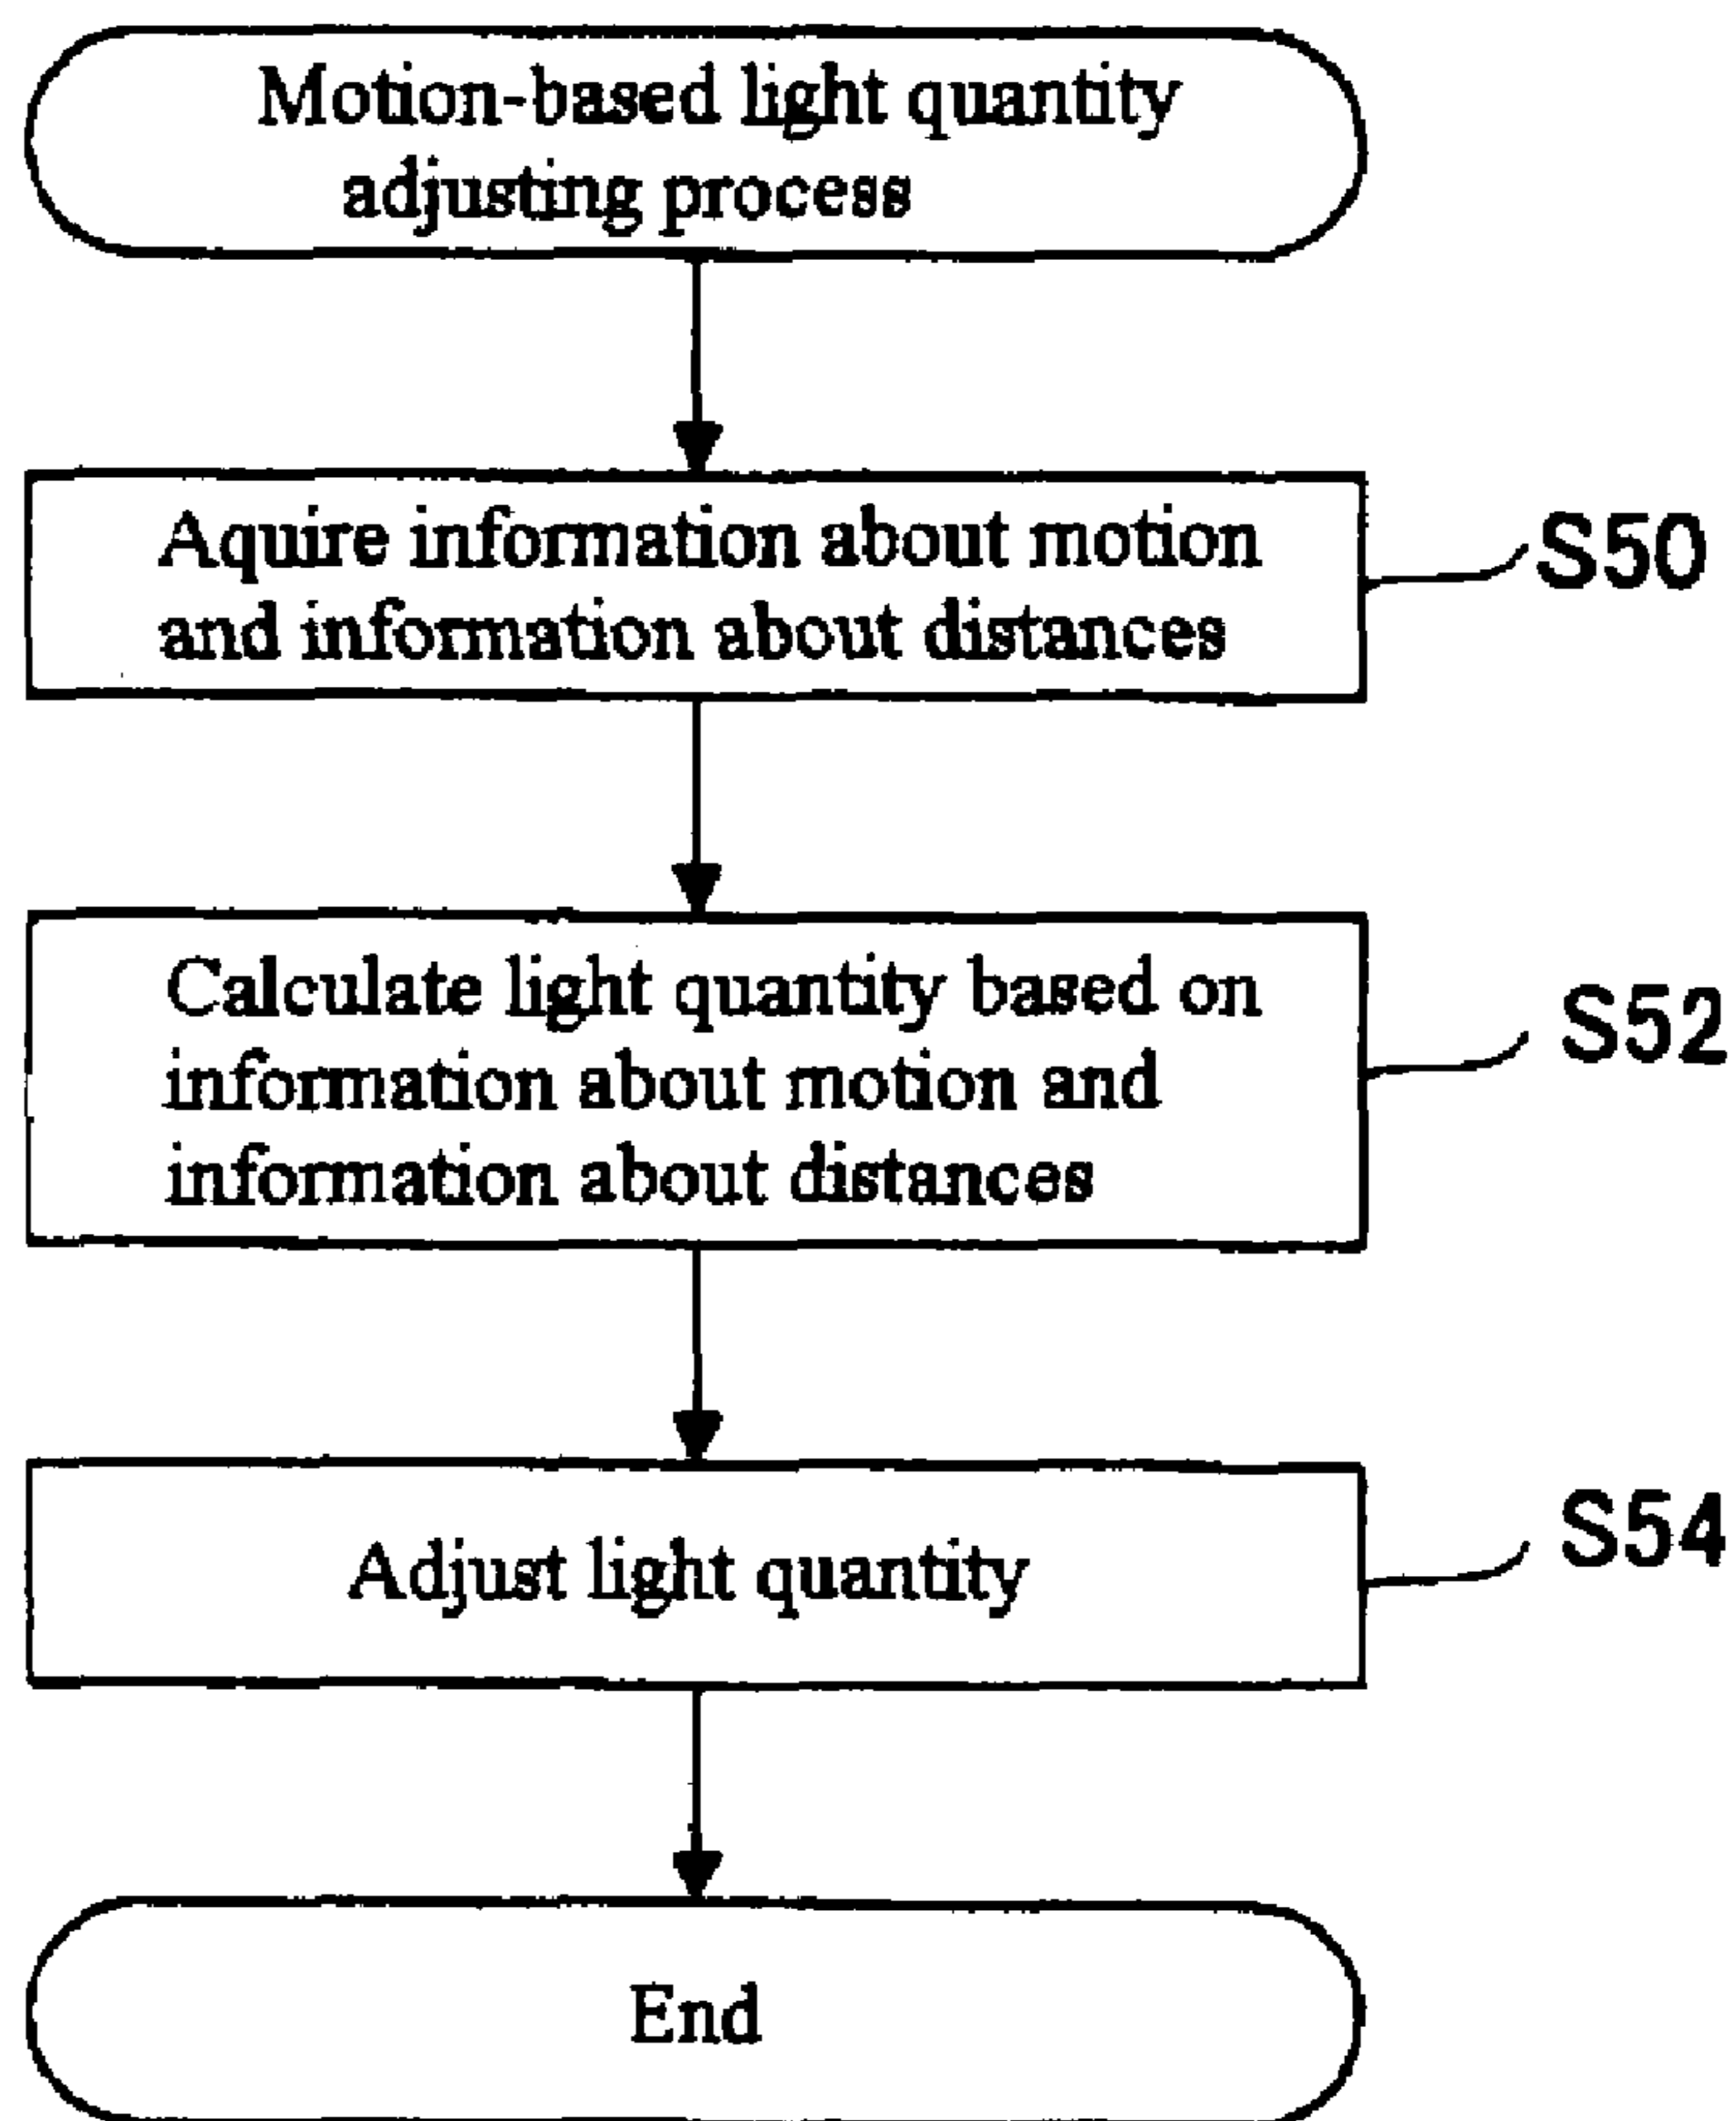 Motion-based light quantity
adjusting process
Aquire information about motion
and information about distances
S50
Calculate light quantity based on
information about motion and
information about distances
S52
Adjust light quantity
S54
End